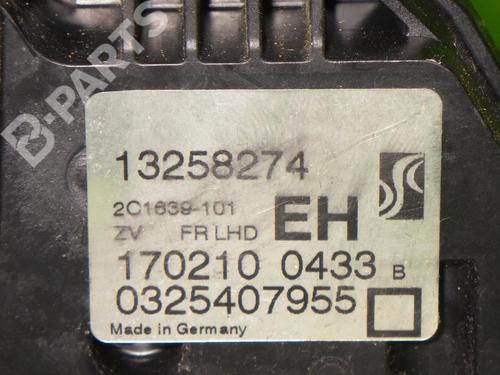 B-PARTS
13258274
2C1639-101
ZV FR LHD EH
170210 0433 B
0325407955
Made in Germany